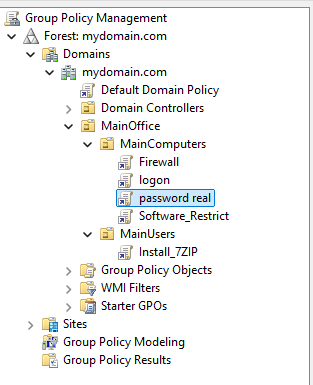 Group Policy Management
Forest: mydomain.com
Domains
mydomain.com
Default Domain Policy
Domain Controllers
MainOffice
MainComputers
Firewall
logon
password real
Software_Restrict
MainUsers
Install_7ZIP
Group Policy Objects
WMI Filters
Starter GPOs
Sites
Group Policy Modeling
Group Policy Results